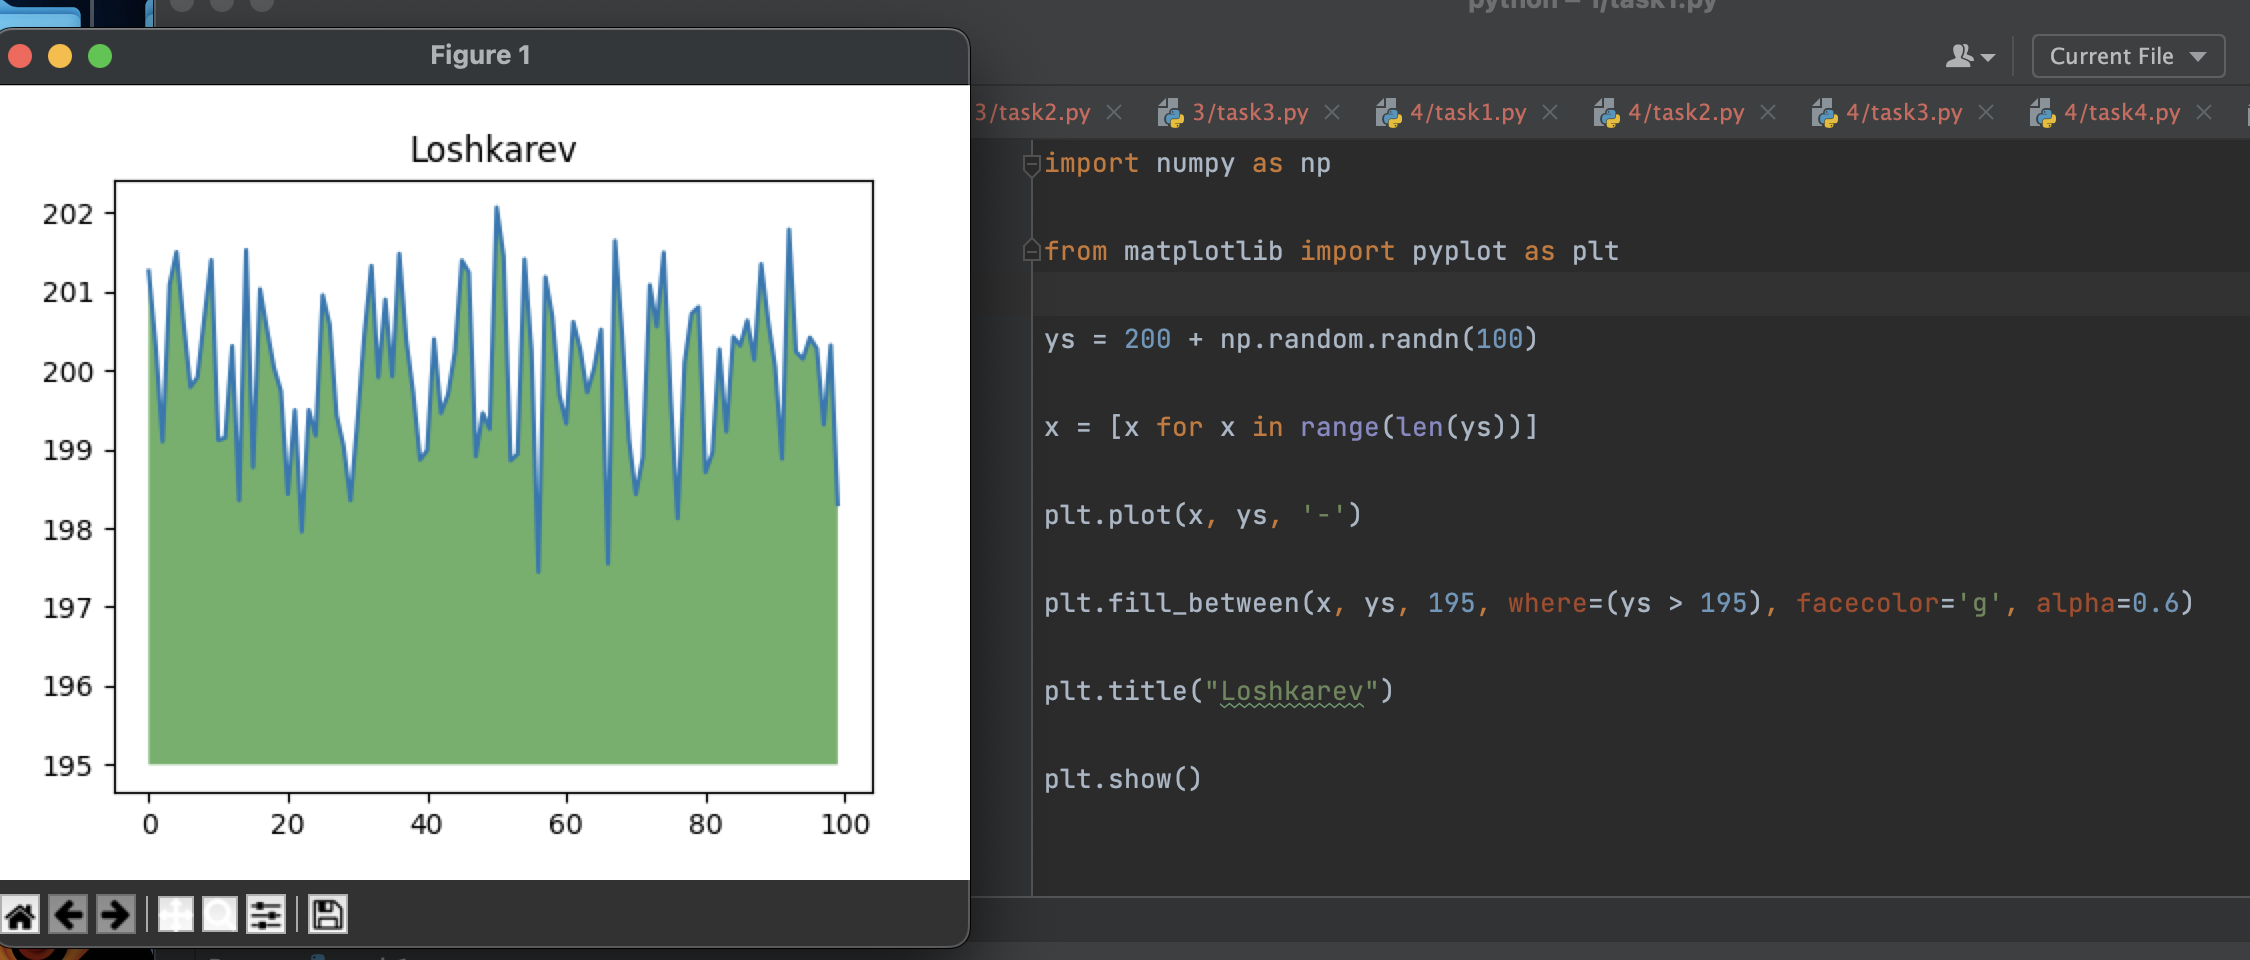 python – 1/task1.py
Figure 1
Current File
3/task2.py
3/task3.py
4/task1.py
4/task2.py
4/task3.py
4/task4.py
Loshkarev
202
201
200
199
198
197
196
195
0 20 40 60 80 100
import numpy as np
from matplotlib import pyplot as plt
ys = 200 + np.random.randn(100)
x = [x for x in range(len(ys))]
plt.plot(x, ys, '-')
plt.fill_between(x, ys, 195, where=(ys > 195), facecolor='g', alpha=0.6)
plt.title("Loshkarev")
plt.show()